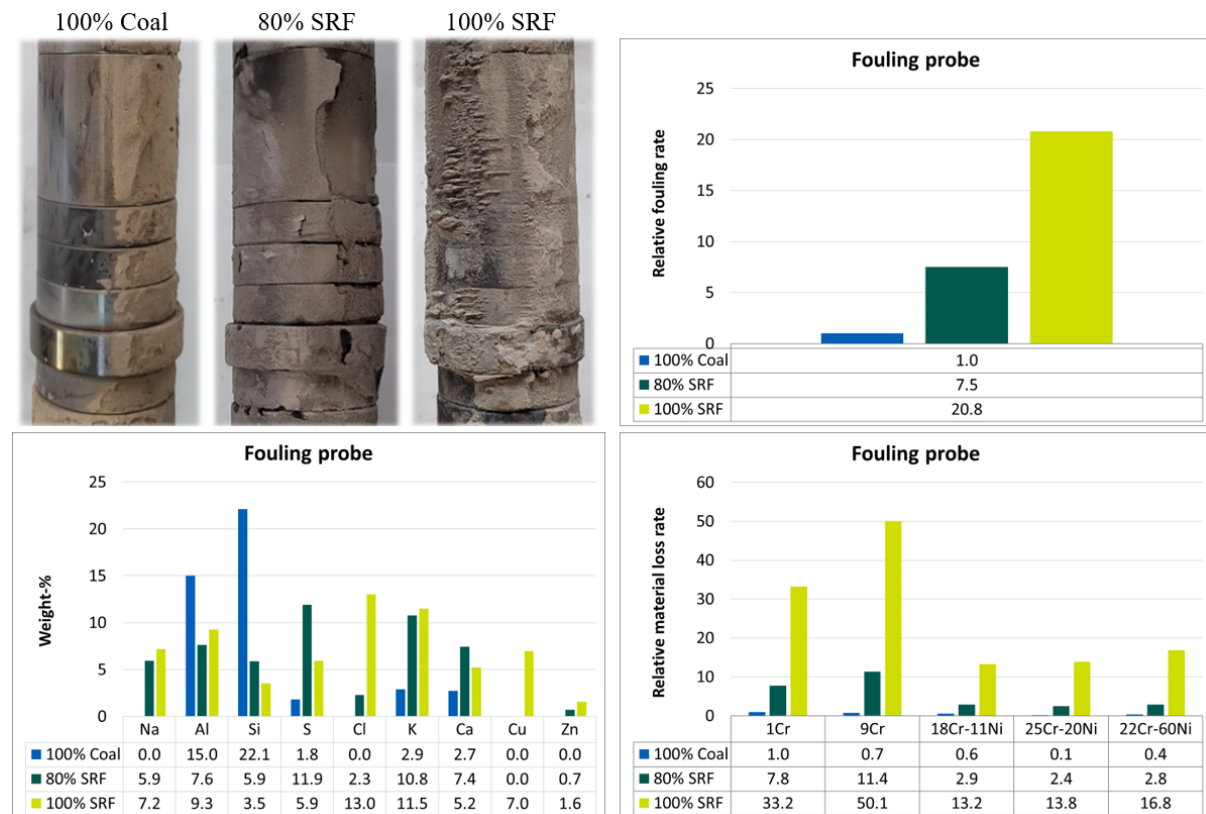 100% Coal 80% SRF 100% SRF
Fouling probe
Relative fouling rate
25
20
15
10
5
0
100% Coal 1.0
80% SRF 7.5
100% SRF 20.8
Fouling probe
Weight-%
25
20
15
10
5
0
Na Al Si S Cl K Ca Cu Zn
100% Coal 0.0 15.0 22.1 1.8 0.0 2.9 2.7 0.0 0.0
80% SRF 5.9 7.6 5.9 11.9 2.3 10.8 7.4 0.0 0.7
100% SRF 7.2 9.3 3.5 5.9 13.0 11.5 5.2 7.0 1.6
Fouling probe
Relative material loss rate
60
50
40
30
20
10
0
1Cr 9Cr 18Cr-11Ni 25Cr-20Ni 22Cr-60Ni
100% Coal 1.0 0.7 0.6 0.1 0.4
80% SRF 7.8 11.4 2.9 2.4 2.8
100% SRF 33.2 50.1 13.2 13.8 16.8